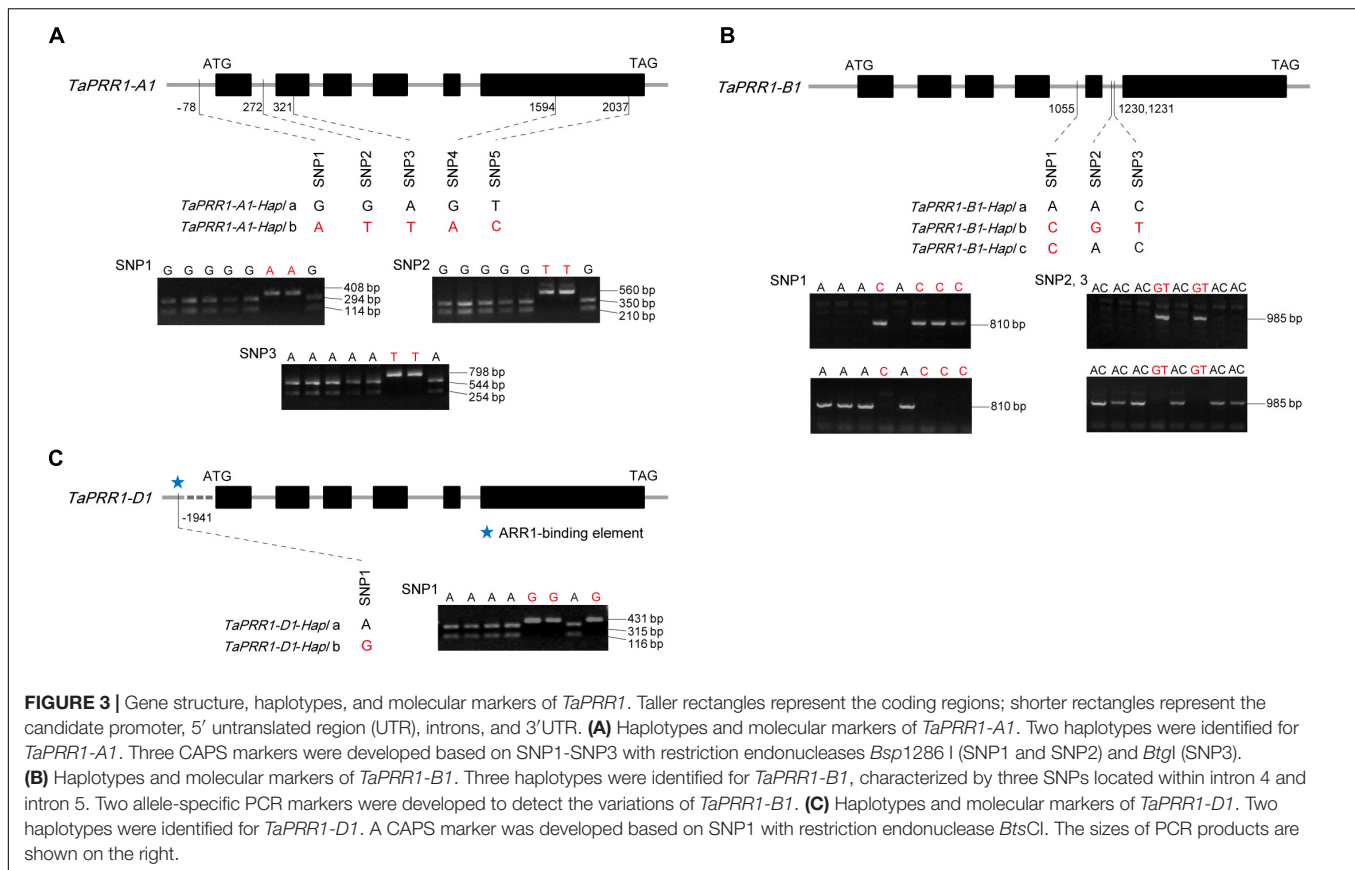 A
ATG
TAG
TaPRR1-A1
-78
272
321
1594
2037
SNP1 SNP2 SNP3 SNP4 SNP5
TaPRR1-A1-Hapl a G G A G T
TaPRR1-A1-Hapl b A T T A C
SNP1 G G G G G A A G
408 bp
294 bp
114 bp
SNP2 G G G G G T T G
560 bp
350 bp
210 bp
SNP3 A A A A A T T A
798 bp
544 bp
254 bp
B
ATG
TAG
TaPRR1-B1
1055
1230,1231
SNP1 SNP2 SNP3
TaPRR1-B1-Hapl a A A C
TaPRR1-B1-Hapl b C G T
TaPRR1-B1-Hapl c C A C
SNP1
A A A C A C C C
810 bp
A A A C A C C C
810 bp
SNP2, 3
AC AC AC GT AC GT AC AC
985 bp
AC AC AC GT AC GT AC AC
985 bp
C
ATG
TAG
TaPRR1-D1
-1941
★ ARR1-binding element
SNP1
TaPRR1-D1-Hapl a A
TaPRR1-D1-Hapl b G
SNP1 A A A A G G A G
431 bp
315 bp
116 bp
FIGURE 3 | Gene structure, haplotypes, and molecular markers of TaPRR1. Taller rectangles represent the coding regions; shorter rectangles represent the
candidate promoter, 5′ untranslated region (UTR), introns, and 3′UTR. (A) Haplotypes and molecular markers of TaPRR1-A1. Two haplotypes were identified for
TaPRR1-A1. Three CAPS markers were developed based on SNP1-SNP3 with restriction endonucleases Bsp1286 I (SNP1 and SNP2) and BtgI (SNP3).
(B) Haplotypes and molecular markers of TaPRR1-B1. Three haplotypes were identified for TaPRR1-B1, characterized by three SNPs located within intron 4 and
intron 5. Two allele-specific PCR markers were developed to detect the variations of TaPRR1-B1. (C) Haplotypes and molecular markers of TaPRR1-D1. Two
haplotypes were identified for TaPRR1-D1. A CAPS marker was developed based on SNP1 with restriction endonuclease BtsCI. The sizes of PCR products are
shown on the right.